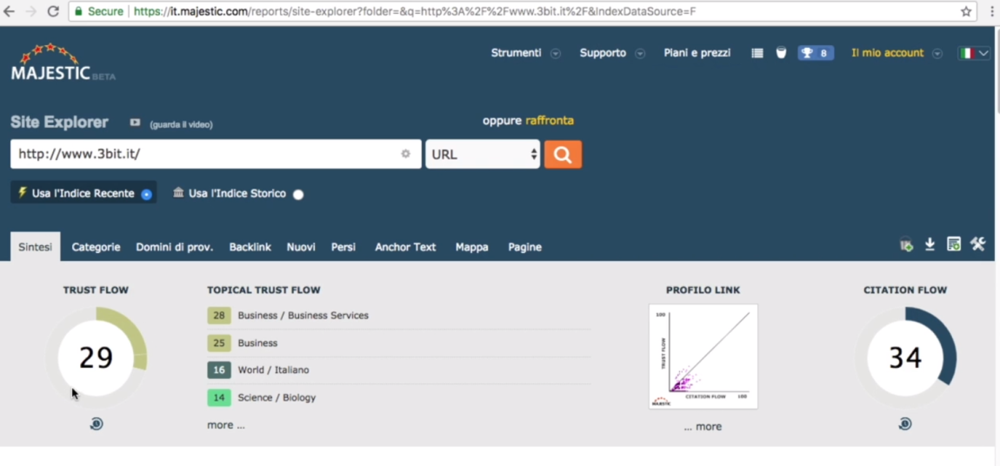 Secure https://it.majestic.com/reports/site-explorer?folder=&q=http%3A%2F%2Fwww.3bit.it%2F&IndexDataSource=F
MAJESTIC BETA
Strumenti Supporto Piani e prezzi 8 Il mio account
Site Explorer (guarda il video) oppure raffronta
http://www.3bit.it/ URL
Usa l'Indice Recente Usa l'Indice Storico
Sintesi Categorie Domini di prov. Backlink Nuovi Persi Anchor Text Mappa Pagine
TRUST FLOW
29
TOPICAL TRUST FLOW
28 Business / Business Services
25 Business
16 World / Italiano
14 Science / Biology
more ...
PROFILO LINK
100
TRUST FLOW
CITATION FLOW 100
MAJESTIC
... more
CITATION FLOW
34